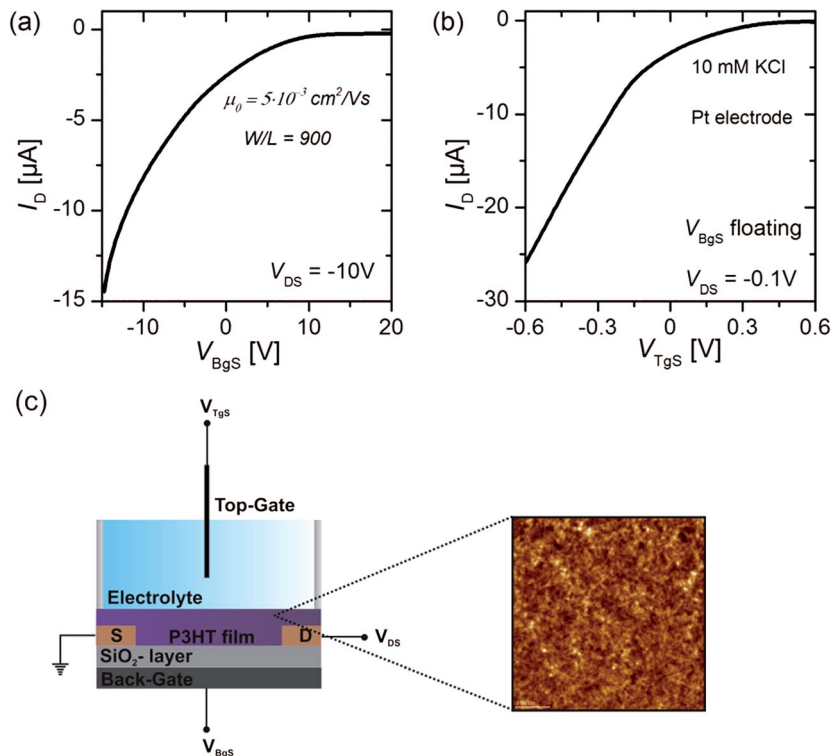 (a)
0
-5
-10
-15
I_D [µA]
-10 0 10 20
V_BgS [V]
µ₀ = 5·10⁻³ cm²/Vs
W/L = 900
V_DS = -10V
(b)
0
-10
-20
-30
I_D [µA]
-0.6 -0.3 0.0 0.3 0.6
V_TgS [V]
10 mM KCl
Pt electrode
V_BgS floating
V_DS = -0.1V
(c)
V_TgS
Top-Gate
Electrolyte
S P3HT film D
V_DS
SiO₂- layer
Back-Gate
V_BgS